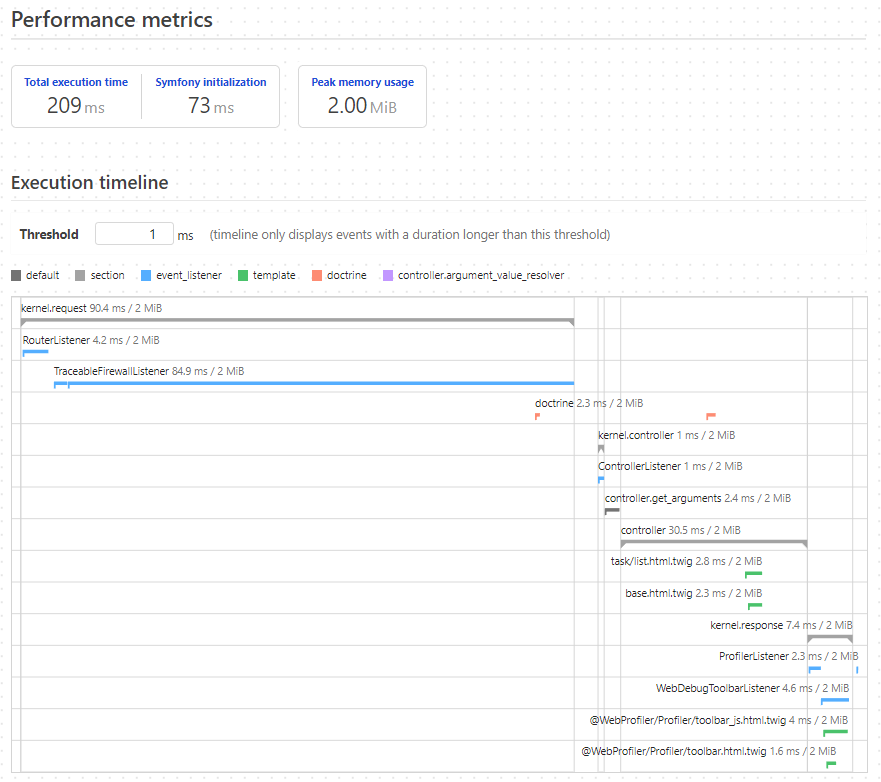 Performance metrics
Total execution time Symfony initialization Peak memory usage
209 ms 73 ms 2.00 MiB
Execution timeline
Threshold 1 ms (timeline only displays events with a duration longer than this threshold)
default section event_listener template doctrine controller.argument_value_resolver
kernel.request 90.4 ms / 2 MiB
RouterListener 4.2 ms / 2 MiB
TraceableFirewallListener 84.9 ms / 2 MiB
doctrine 2.3 ms / 2 MiB
kernel.controller 1 ms / 2 MiB
ControllerListener 1 ms / 2 MiB
controller.get_arguments 2.4 ms / 2 MiB
controller 30.5 ms / 2 MiB
task/list.html.twig 2.8 ms / 2 MiB
base.html.twig 2.3 ms / 2 MiB
kernel.response 7.4 ms / 2 MiB
ProfilerListener 2.3 ms / 2 MiB
WebDebugToolbarListener 4.6 ms / 2 MiB
@WebProfiler/Profiler/toolbar_js.html.twig 4 ms / 2 MiB
@WebProfiler/Profiler/toolbar.html.twig 1.6 ms / 2 MiB